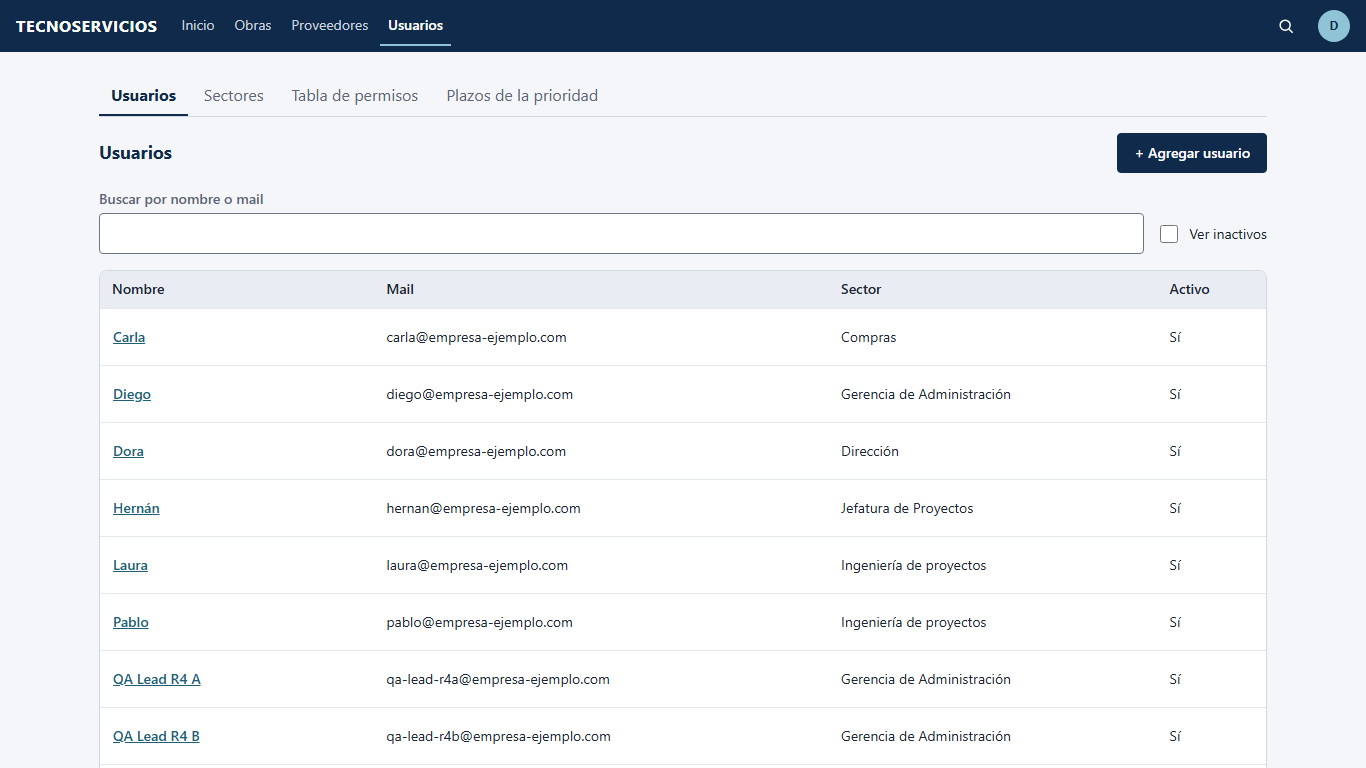 TECNOSERVICIOS Inicio Obras Proveedores Usuarios D
Usuarios Sectores Tabla de permisos Plazos de la prioridad
Usuarios + Agregar usuario
Buscar por nombre o mail
Ver inactivos
Nombre Mail Sector Activo
Carla carla@empresa-ejemplo.com Compras Sí
Diego diego@empresa-ejemplo.com Gerencia de Administración Sí
Dora dora@empresa-ejemplo.com Dirección Sí
Hernán hernan@empresa-ejemplo.com Jefatura de Proyectos Sí
Laura laura@empresa-ejemplo.com Ingeniería de proyectos Sí
Pablo pablo@empresa-ejemplo.com Ingeniería de proyectos Sí
QA Lead R4 A qa-lead-r4a@empresa-ejemplo.com Gerencia de Administración Sí
QA Lead R4 B qa-lead-r4b@empresa-ejemplo.com Gerencia de Administración Sí